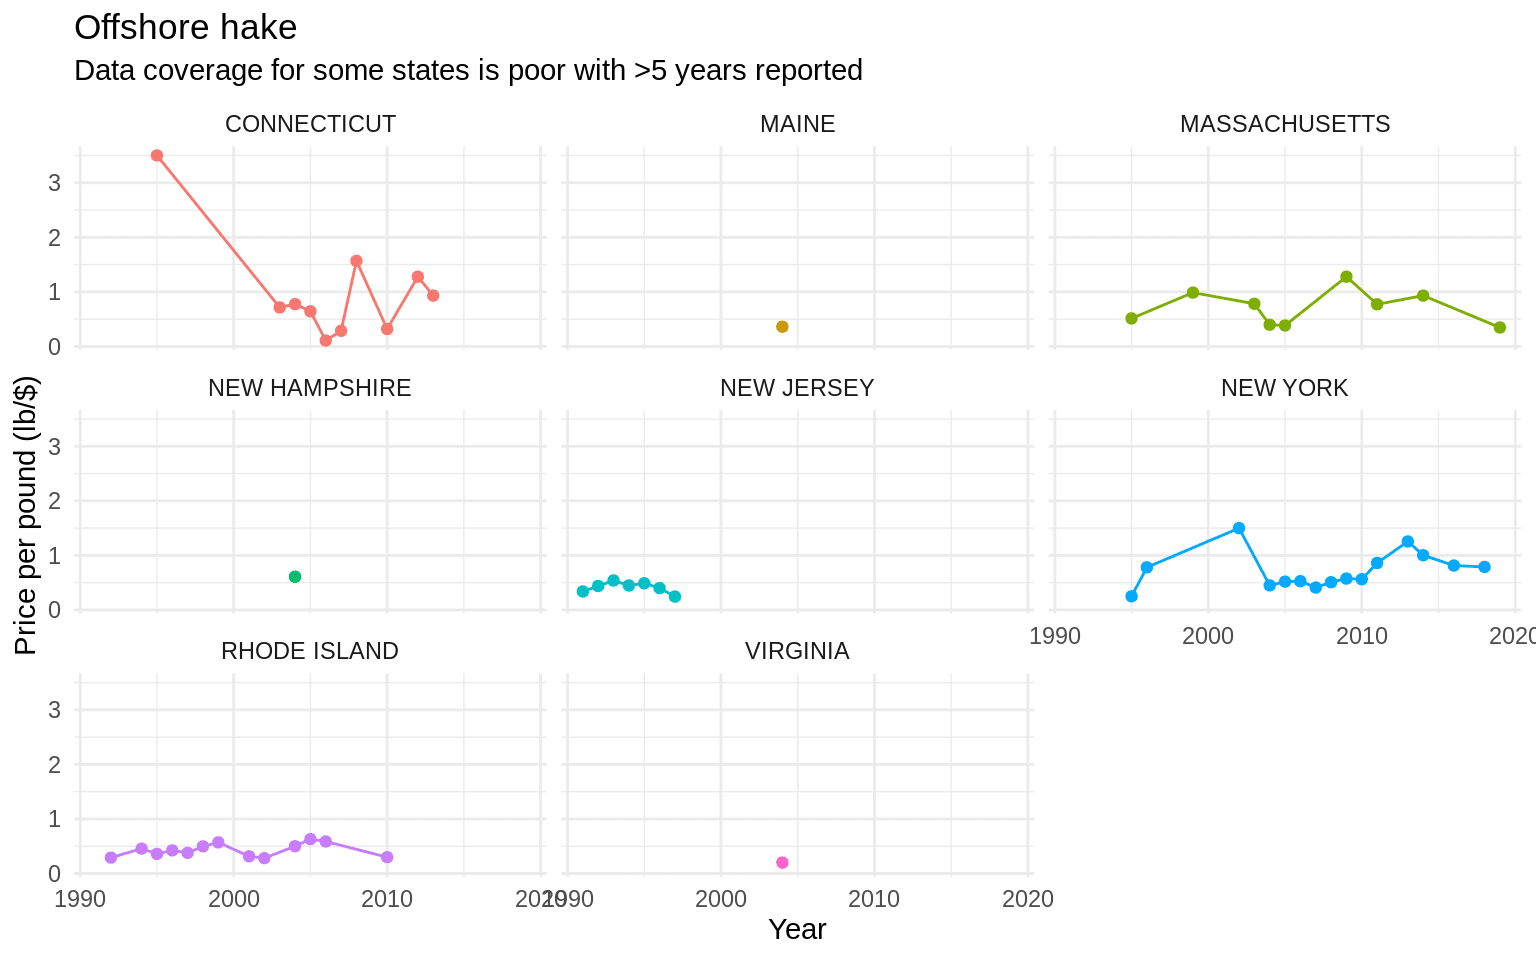 Offshore hake
Data coverage for some states is poor with >5 years reported
CONNECTICUT
MAINE
MASSACHUSETTS
3
2
1
0
NEW HAMPSHIRE
NEW JERSEY
NEW YORK
3
2
1
0
1990 2000 2010 2020
RHODE ISLAND
VIRGINIA
3
2
1
0
1990 2000 2010 2020
1990 2000 2010 2020
Year
Price per pound (lb/$)